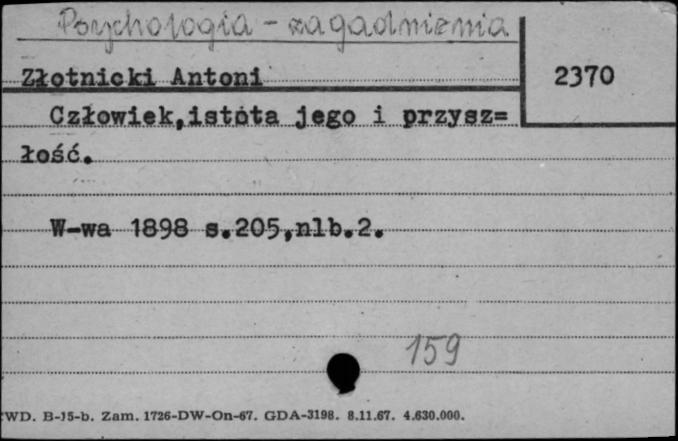 Psychologia - zagadnienia
Złotnicki Antoni
2370
Człowiek,istota jego i przysz=
łość.
W-wa 1898 s.205,nlb.2.
159
WD. B-15-b. Zam. 1726-DW-On-67. GDA-3198. 8.11.67. 4.630.000.